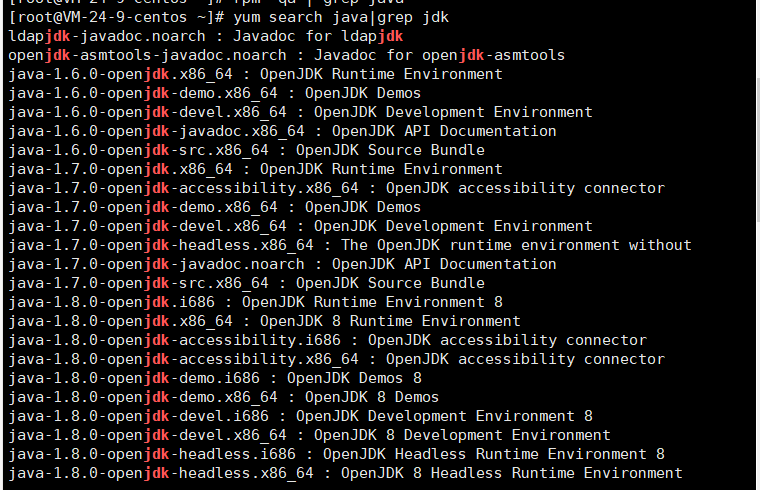 [root@VM-24-9-centos ~]# rpm -qa | grep java
[root@VM-24-9-centos ~]# yum search java|grep jdk
ldapjdk-javadoc.noarch : Javadoc for ldapjdk
openjdk-asmtools-javadoc.noarch : Javadoc for openjdk-asmtools
java-1.6.0-openjdk.x86_64 : OpenJDK Runtime Environment
java-1.6.0-openjdk-demo.x86_64 : OpenJDK Demos
java-1.6.0-openjdk-devel.x86_64 : OpenJDK Development Environment
java-1.6.0-openjdk-javadoc.x86_64 : OpenJDK API Documentation
java-1.6.0-openjdk-src.x86_64 : OpenJDK Source Bundle
java-1.7.0-openjdk.x86_64 : OpenJDK Runtime Environment
java-1.7.0-openjdk-accessibility.x86_64 : OpenJDK accessibility connector
java-1.7.0-openjdk-demo.x86_64 : OpenJDK Demos
java-1.7.0-openjdk-devel.x86_64 : OpenJDK Development Environment
java-1.7.0-openjdk-headless.x86_64 : The OpenJDK runtime environment without
java-1.7.0-openjdk-javadoc.noarch : OpenJDK API Documentation
java-1.7.0-openjdk-src.x86_64 : OpenJDK Source Bundle
java-1.8.0-openjdk.i686 : OpenJDK Runtime Environment 8
java-1.8.0-openjdk.x86_64 : OpenJDK 8 Runtime Environment
java-1.8.0-openjdk-accessibility.i686 : OpenJDK accessibility connector
java-1.8.0-openjdk-accessibility.x86_64 : OpenJDK accessibility connector
java-1.8.0-openjdk-demo.i686 : OpenJDK Demos 8
java-1.8.0-openjdk-demo.x86_64 : OpenJDK 8 Demos
java-1.8.0-openjdk-devel.i686 : OpenJDK Development Environment 8
java-1.8.0-openjdk-devel.x86_64 : OpenJDK 8 Development Environment
java-1.8.0-openjdk-headless.i686 : OpenJDK Headless Runtime Environment 8
java-1.8.0-openjdk-headless.x86_64 : OpenJDK 8 Headless Runtime Environment